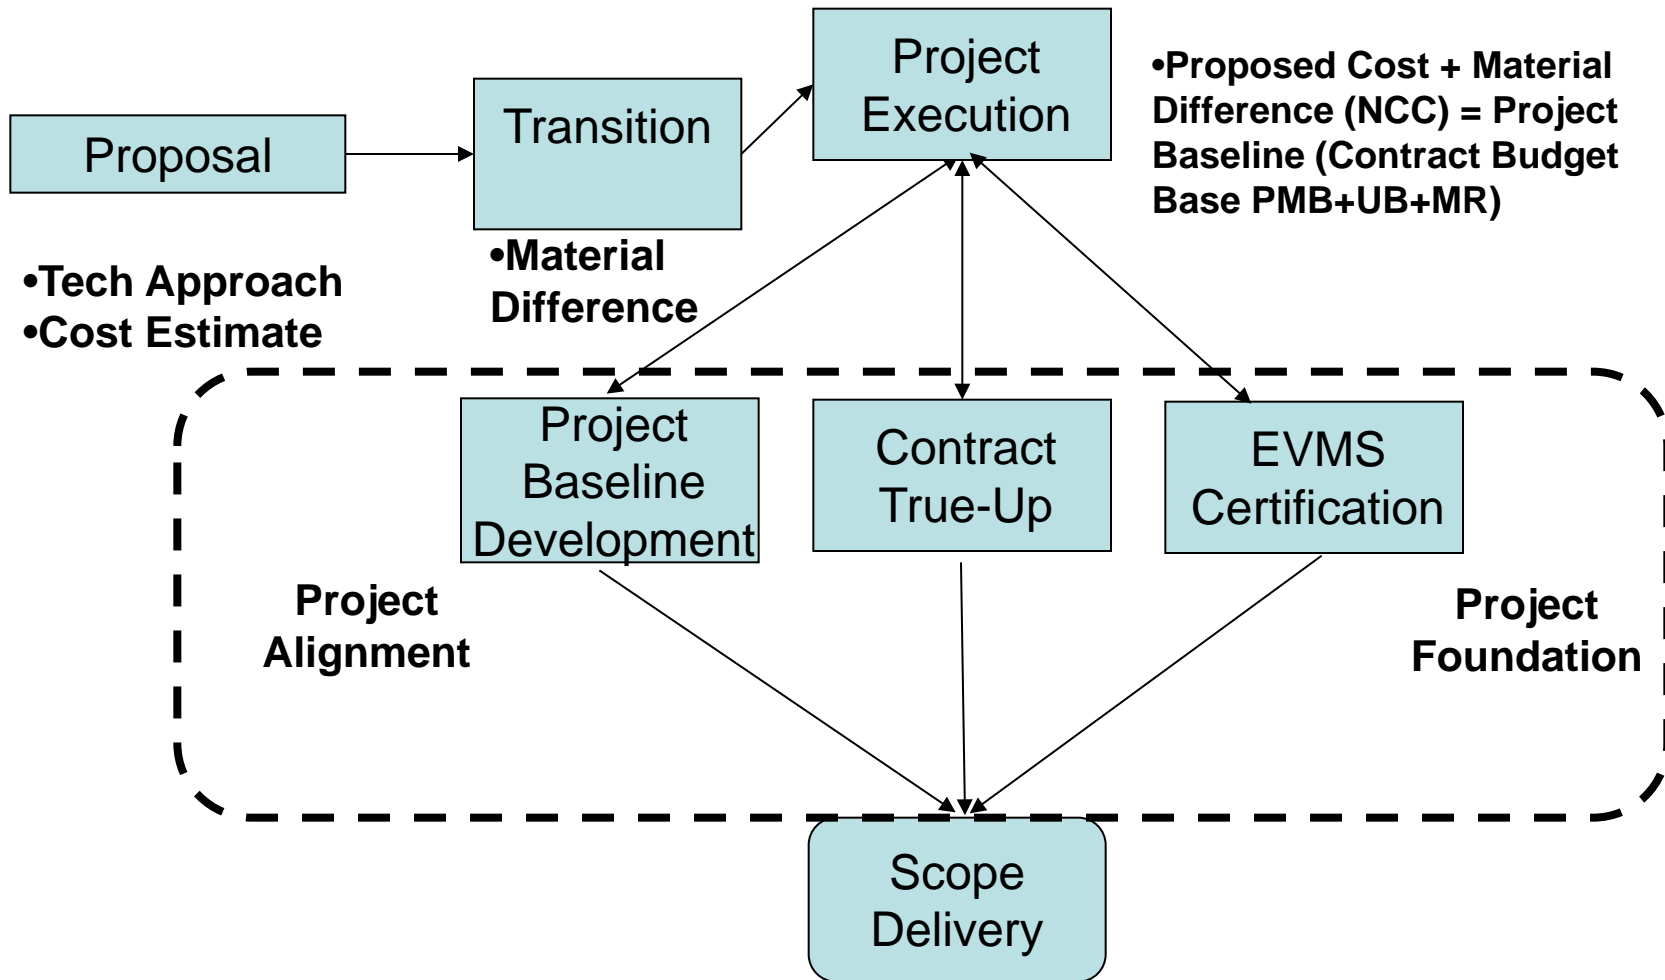 Proposal
•Tech Approach
•Cost Estimate
Transition
•Material
Difference
Project
Execution
•Proposed Cost + Material
Difference (NCC) = Project
Baseline (Contract Budget
Base PMB+UB+MR)
Project
Baseline
Development
Contract
True-Up
EVMS
Certification
Project
Alignment
Project
Foundation
Scope
Delivery